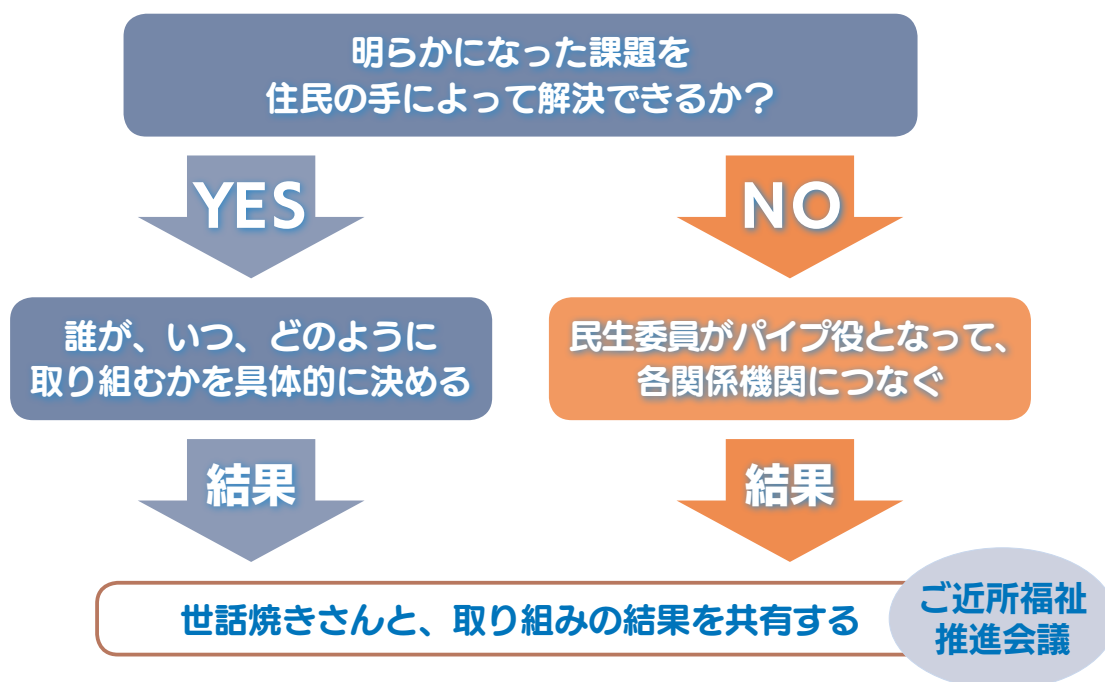 明らかになった課題を
住民の手によって解決できるか？
YES
NO
誰が、いつ、どのように
取り組むかを具体的に決める
民生委員がパイプ役となって、
各関係機関につなぐ
結果
結果
世話焼きさんと、取り組みの結果を共有する
ご近所福祉
推進会議